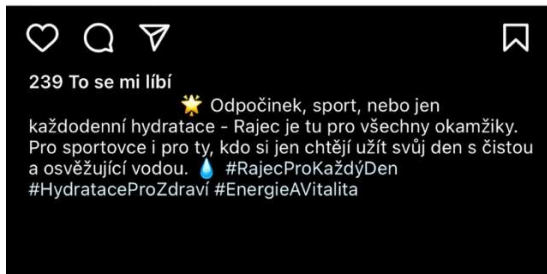 239 To se mi líbí
🌟 Odpočinek, sport, nebo jen
každodenní hydratace - Rajec je tu pro všechny okamžiky.
Pro sportovce i pro ty, kdo si jen chtějí užít svůj den s čistou
a osvěžující vodou. 💧 #RajecProKaždýDen
#HydrataceProZdraví #EnergieAVitalita